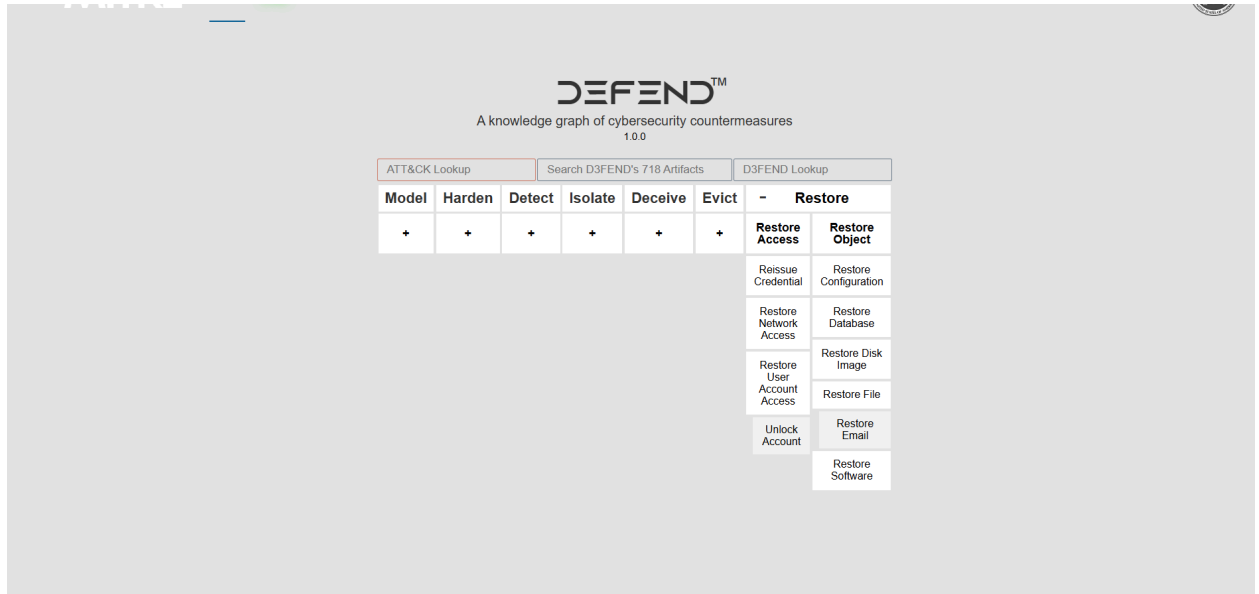 D3FEND™
A knowledge graph of cybersecurity countermeasures
1.0.0
ATT&CK Lookup
Search D3FEND's 718 Artifacts
D3FEND Lookup
Model
Harden
Detect
Isolate
Deceive
Evict
- Restore
+
+
+
+
+
+
Restore
Access
Reissue
Credential
Restore
Network
Access
Restore
User
Account
Access
Unlock
Account
Restore
Object
Restore
Configuration
Restore
Database
Restore Disk
Image
Restore File
Restore
Email
Restore
Software